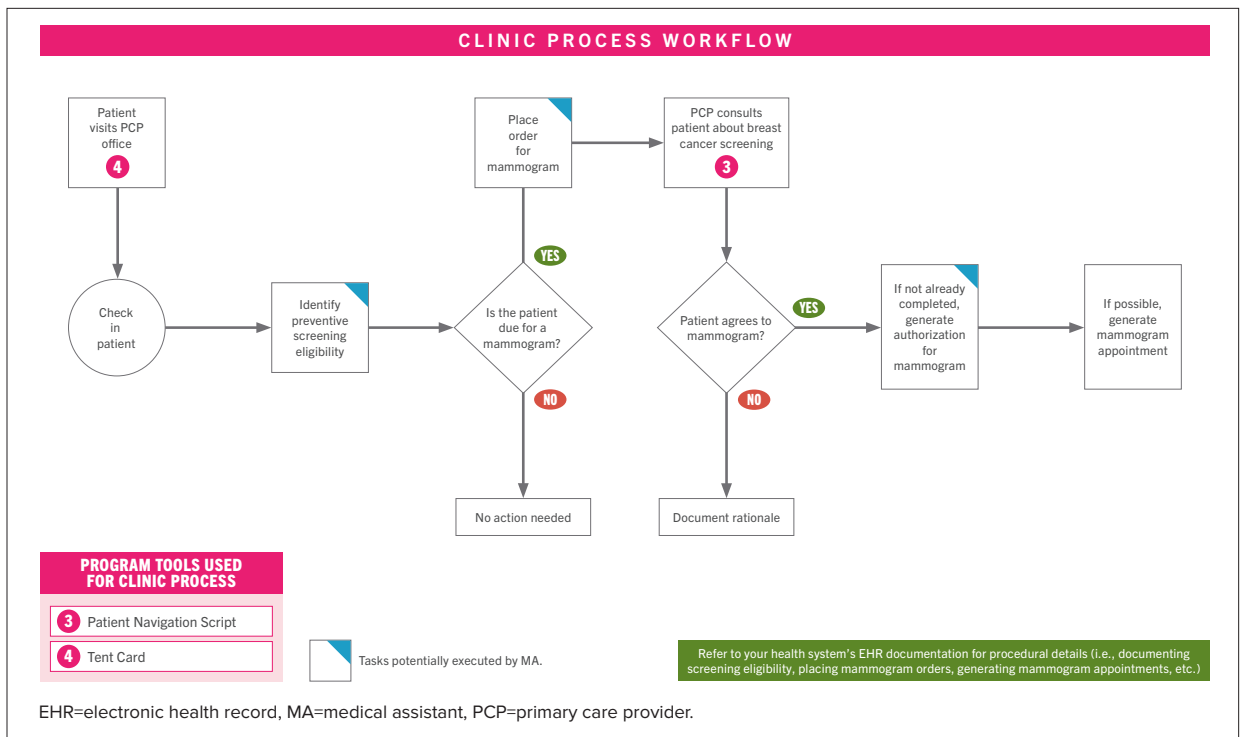 CLINIC PROCESS WORKFLOW
Patient
visits PCP
office
4
Place
order
for
mammogram
PCP consults
patient about breast
cancer screening
3
YES
Check
in
patient
Identify
preventive
screening
eligibility
Is the patient
due for a
mammogram?
Patient agrees to
mammogram?
YES
If not already
completed,
generate
authorization
for
mammogram
If possible,
generate
mammogram
appointment
NO
NO
No action needed
Document rationale
PROGRAM TOOLS USED
FOR CLINIC PROCESS
3 Patient Navigation Script
4 Tent Card
Tasks potentially executed by MA.
Refer to your health system's EHR documentation for procedural details (i.e., documenting
screening eligibility, placing mammogram orders, generating mammogram appointments, etc.)
EHR=electronic health record, MA=medical assistant, PCP=primary care provider.